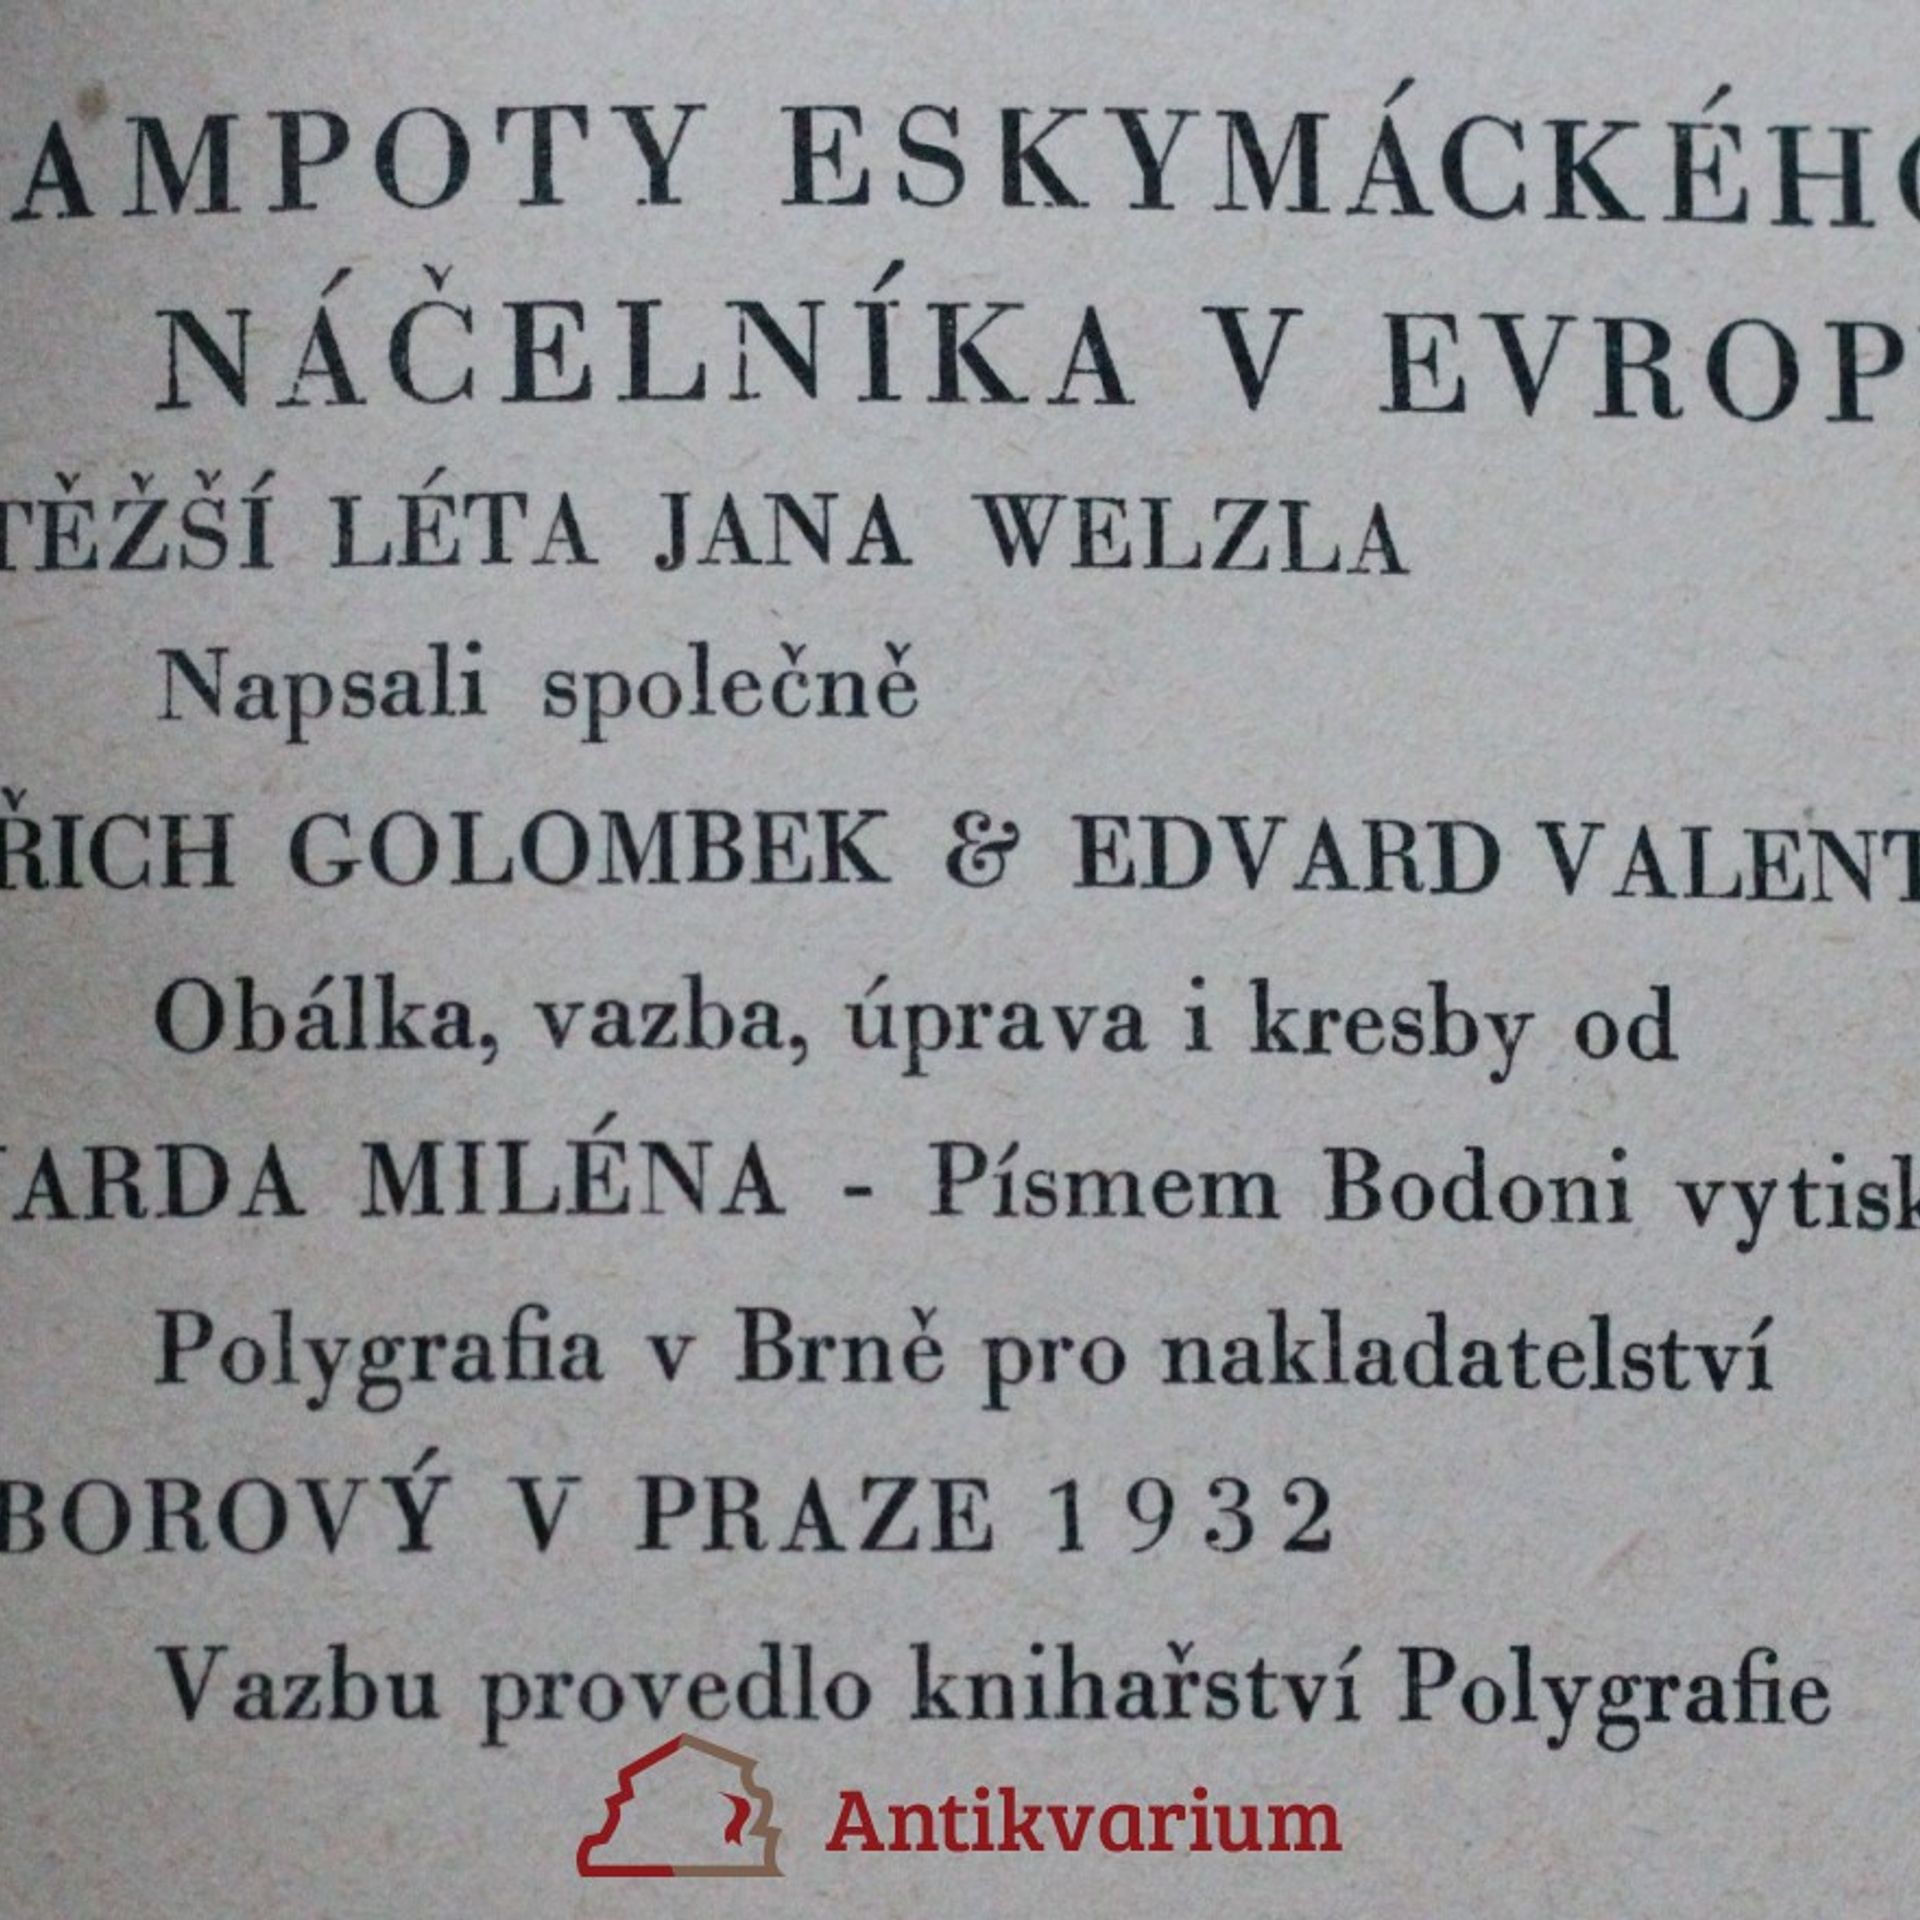 AMPOTY ESKYMÁCKÉHO
NÁČELNÍKA V EVROP
TĚŽŠÍ LÉTA JANA WELZLA
Napsali společně
ŘICH GOLOMBEK & EDVARD VALENT
Obálka, vazba, úprava i kresby od
VARDA MILÉNA - Písmem Bodoni vytisk
Polygrafia v Brně pro nakladatelství
BOROVÝ V PRAZE 1932
Vazbu provedlo knihařství Polygrafie
Antikvarium